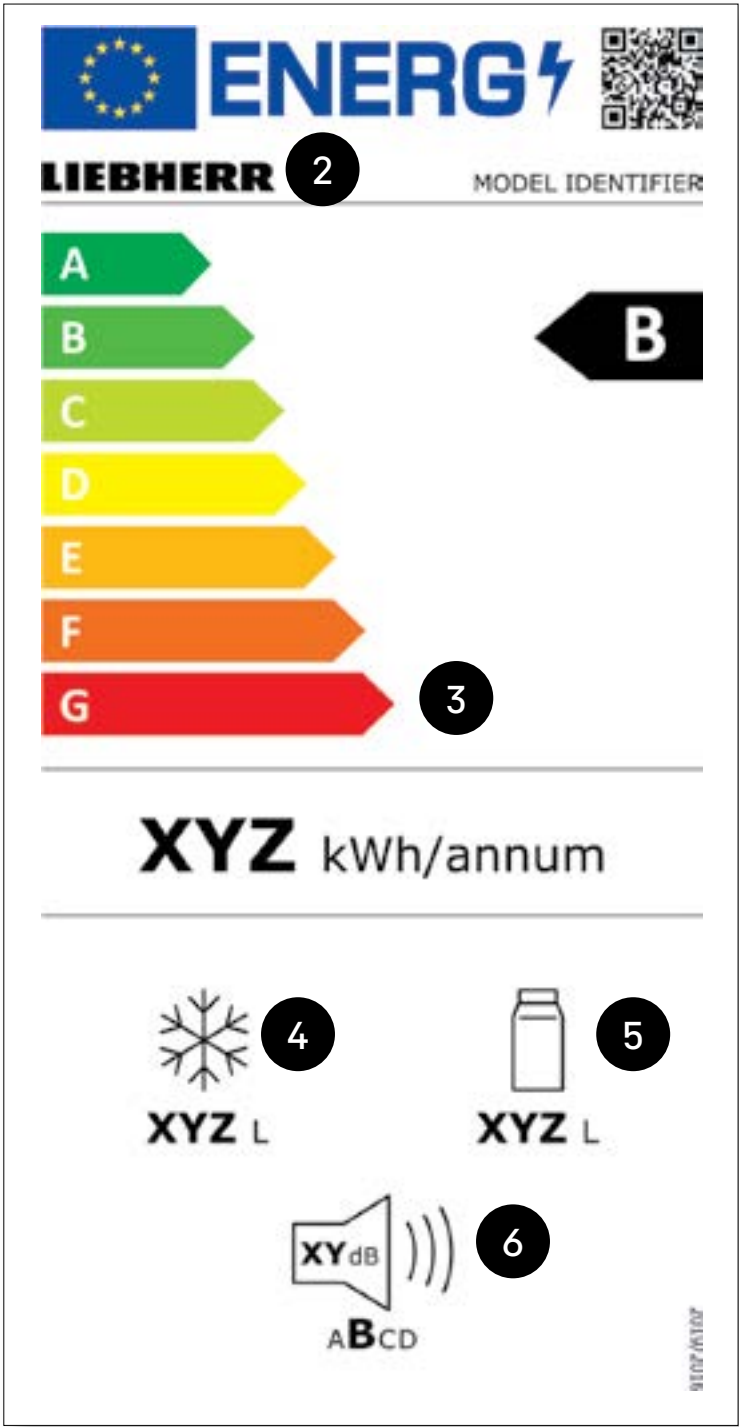 ENERG
LIEBHERR 2 MODEL IDENTIFIER
A
B B
C
D
E
F
G 3
XYZ kWh/annum
4 5
XYZ L XYZ L
XY dB 6
ABCD
2019/2016